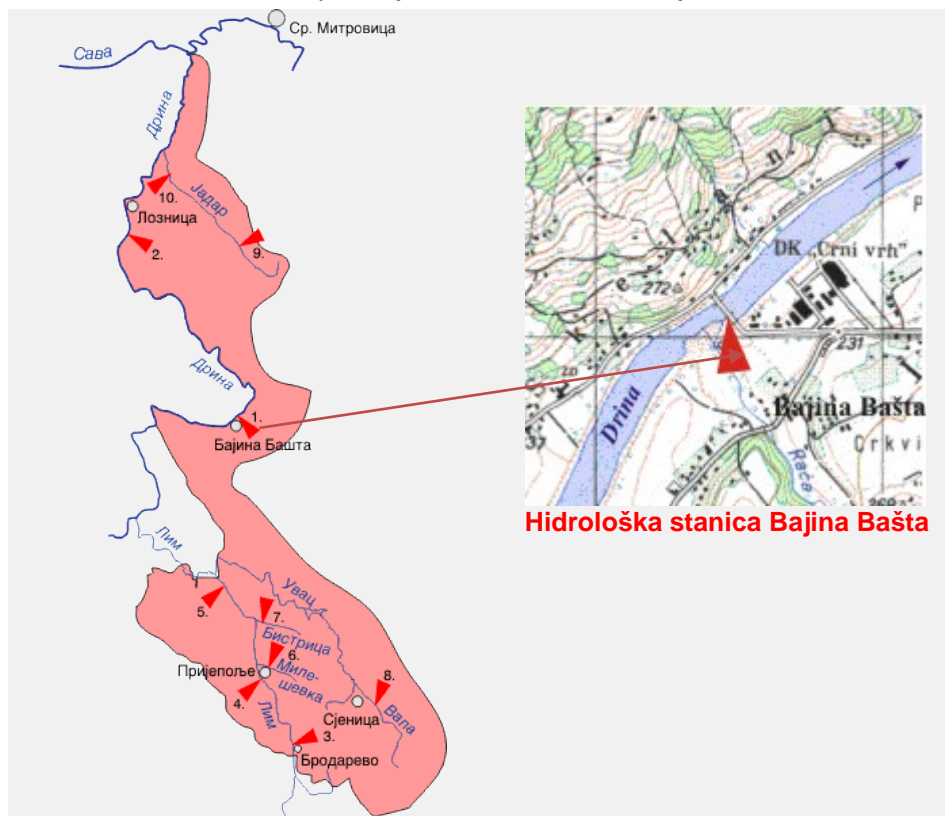 Ср. Митровица
Сава
Дрина
10.
Јадар
Лозница
2.
9.
Дрина
1.
Бајина Башта
Лим
Увац
5.
7.
Бистрица
6.
Пријепоље
Миле-
шевка
8.
4.
Лим
Сјеница
Вапа
3.
Бродарево
DK „Crni vrh"
272
231
Drina
Bajina Bašta
Crkvi
Rača
Hidrološka stanica Bajina Bašta